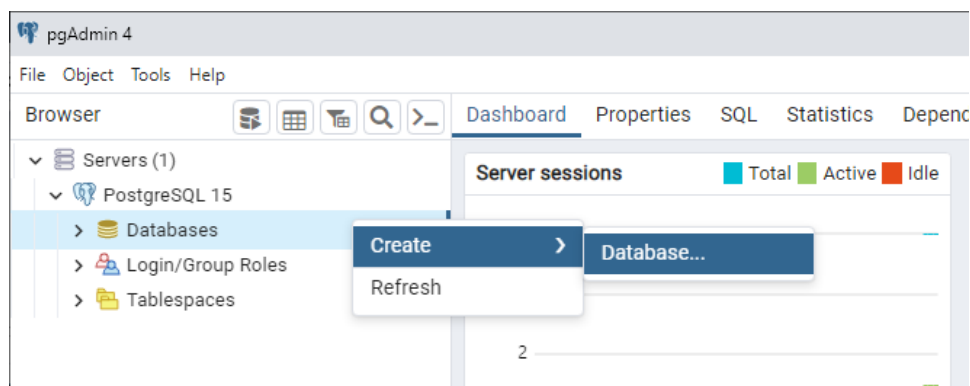 pgAdmin 4
File Object Tools Help
Browser
Dashboard Properties SQL Statistics Depend
Servers (1)
PostgreSQL 15
Databases
Login/Group Roles
Tablespaces
Create
Refresh
Database...
Server sessions
Total Active Idle
2